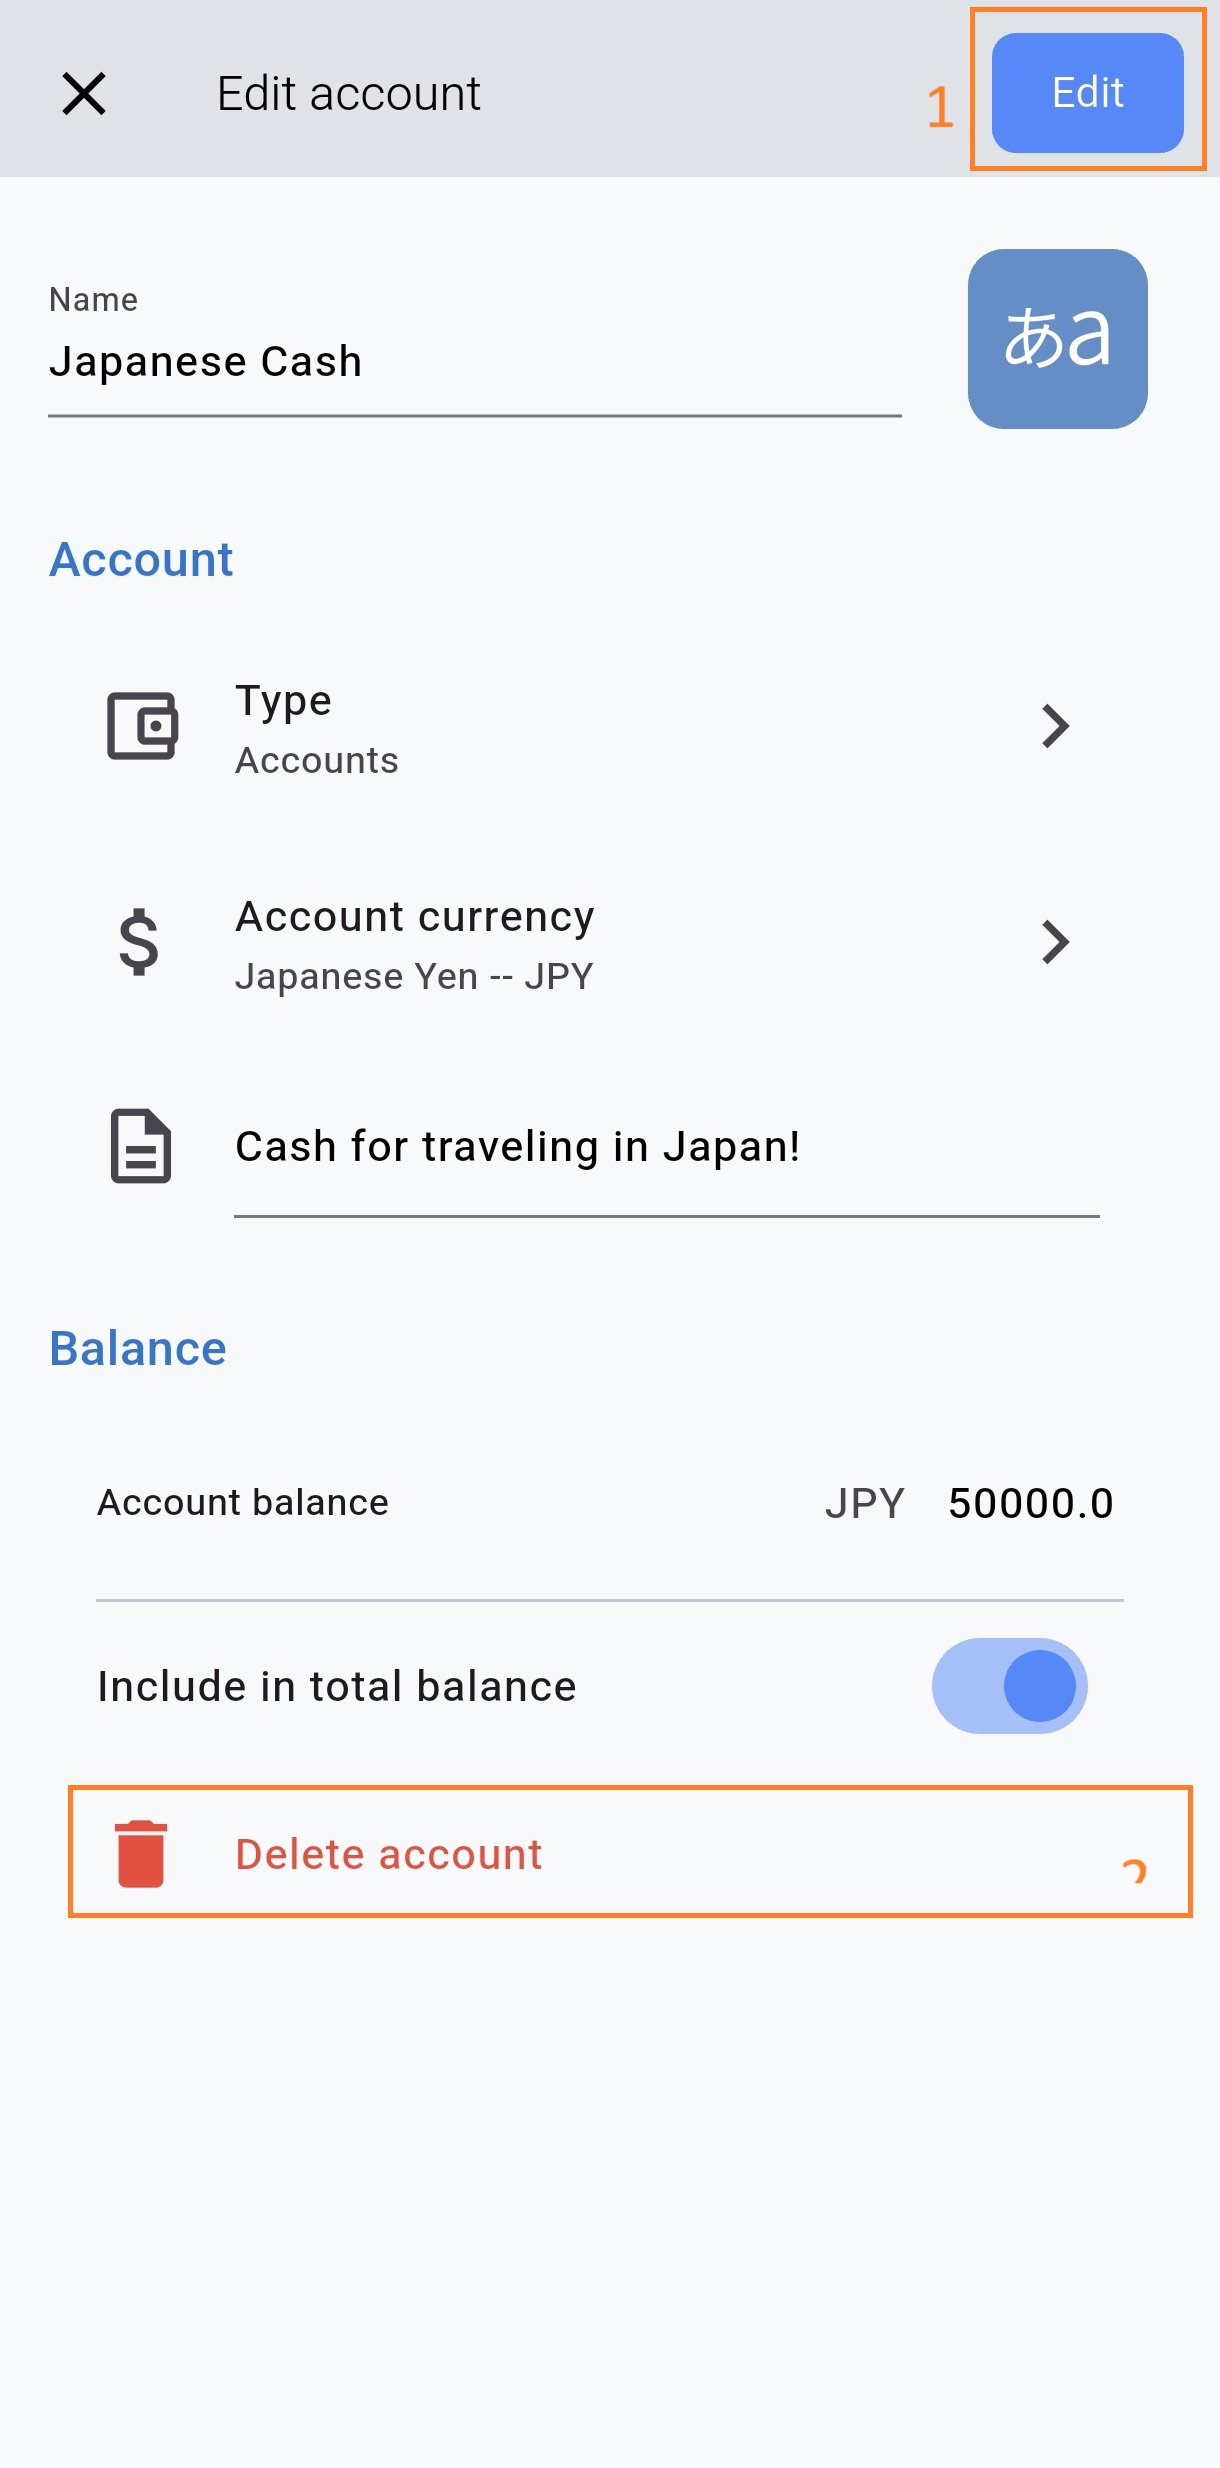 Edit account
1
Edit
Name
Japanese Cash
あa
Account
Type
Accounts
Account currency
Japanese Yen -- JPY
Cash for traveling in Japan!
Balance
Account balance JPY 50000.0
Include in total balance
Delete account